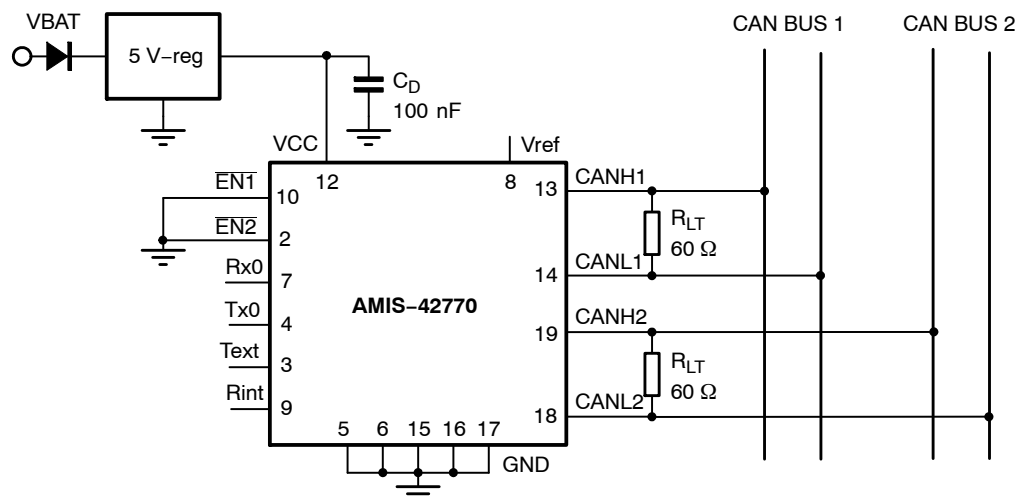 VBAT
CAN BUS 1
CAN BUS 2
5 V−reg
C_D
100 nF
VCC
Vref
12
8
EN1
10
EN2
2
Rx0
7
Tx0
4
Text
3
Rint
9
AMIS−42770
13
CANH1
R_LT
60 Ω
14
CANL1
19
CANH2
R_LT
60 Ω
18
CANL2
5
6
15
16
17
GND